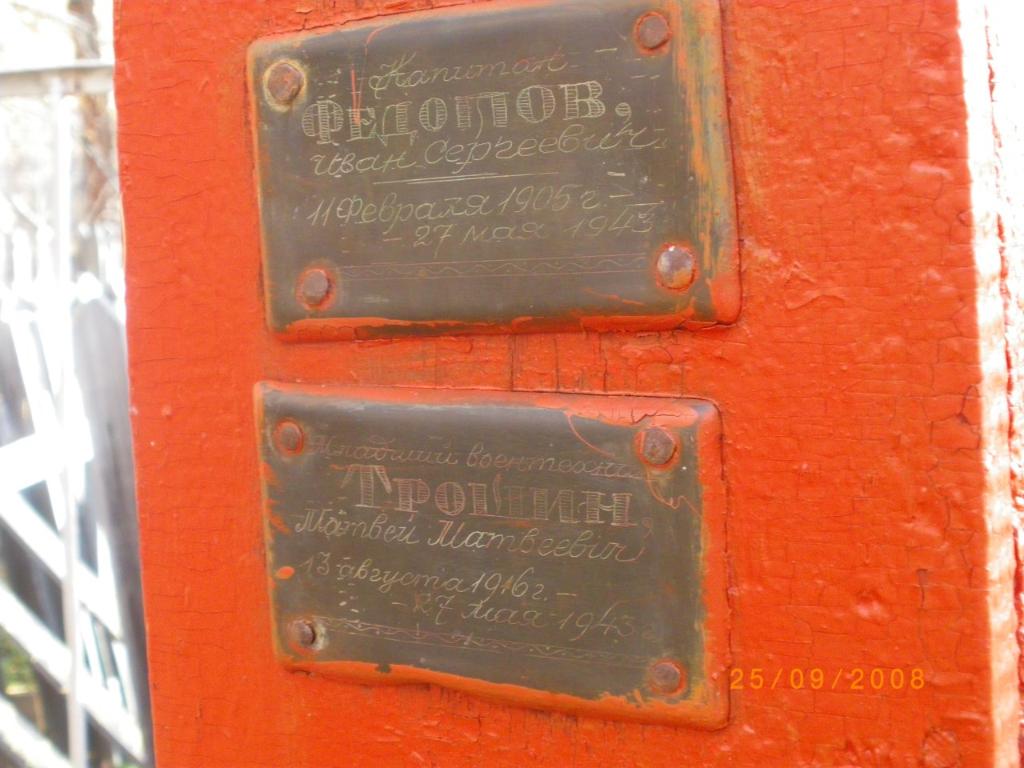 Капитан
ФЕДОТОВ,
Иван Сергеевич.
11 Февраля 1905 г. –
– 27 мая 1943
Младший воентехник
Матвей Матвеевич
13 августа 1916 г. –
– 27 мая 1943 г.
25/09/2008